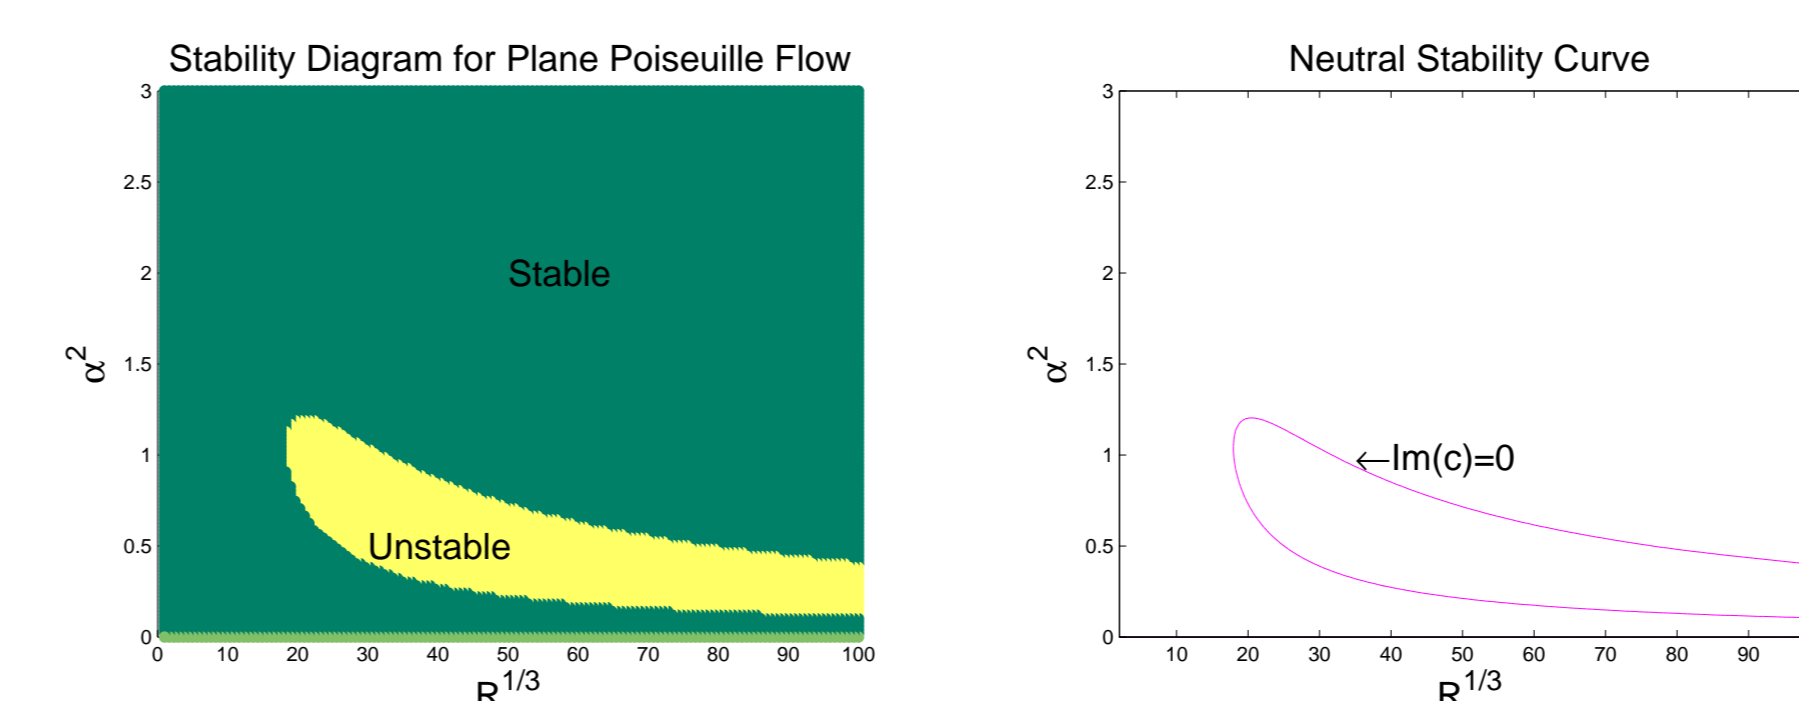 Stability Diagram for Plane Poiseuille Flow
3
2.5
2
1.5
1
0.5
0
α²
Stable
Unstable
0 10 20 30 40 50 60 70 80 90 100
R^1/3
Neutral Stability Curve
3
2.5
2
1.5
1
0.5
0
α²
←Im(c)=0
10 20 30 40 50 60 70 80 90
R^1/3